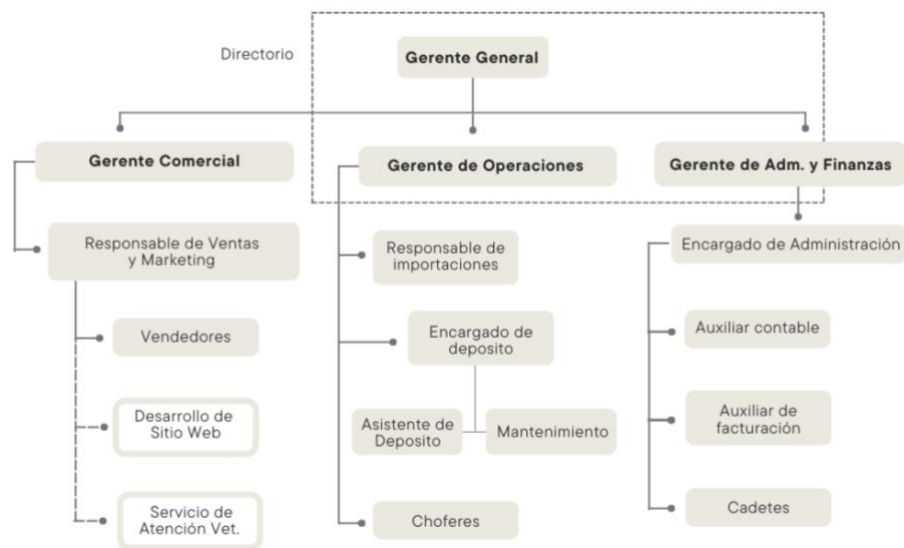 Directorio
Gerente General
Gerente Comercial
Gerente de Operaciones
Gerente de Adm. y Finanzas
Responsable de Ventas
y Marketing
Vendedores
Desarrollo de
Sitio Web
Servicio de
Atención Vet.
Responsable de
importaciones
Encargado de
deposito
Asistente de
Deposito
Mantenimiento
Choferes
Encargado de Administración
Auxiliar contable
Auxiliar de
facturación
Cadetes